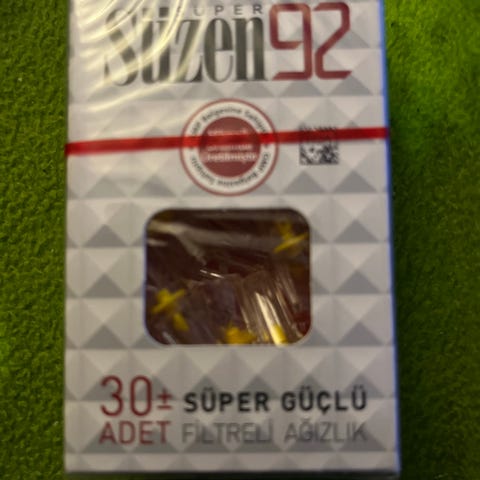 SÜPER
Süzen92
30± SÜPER GÜÇLÜ
ADET FİLTRELİ AĞIZLIK